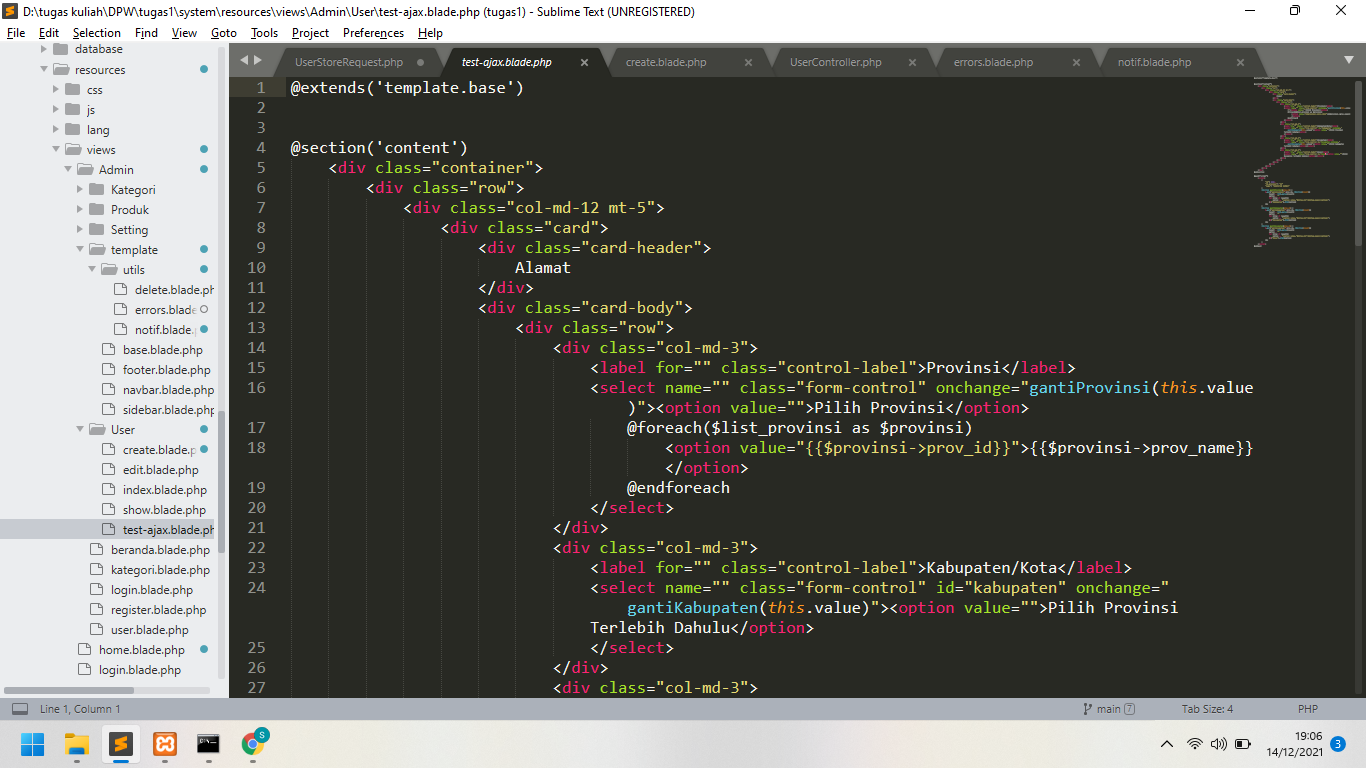 D:\tugas kuliah\DPW\tugas1\system\resources\views\Admin\User\test-ajax.blade.php (tugas1) - Sublime Text (UNREGISTERED)
File Edit Selection Find View Goto Tools Project Preferences Help
database
resources
css
js
lang
views
Admin
Kategori
Produk
Setting
template
utils
delete.blade.ph
errors.blade
notif.blade.
base.blade.php
footer.blade.php
navbar.blade.php
sidebar.blade.php
User
create.blade.p
edit.blade.php
index.blade.php
show.blade.php
test-ajax.blade.ph
beranda.blade.php
kategori.blade.php
login.blade.php
register.blade.php
user.blade.php
home.blade.php
login.blade.php
UserStoreRequest.php test-ajax.blade.php create.blade.php UserController.php errors.blade.php notif.blade.php
1 @extends('template.base')
2
3
4 @section('content')
5 <div class="container">
6 <div class="row">
7 <div class="col-md-12 mt-5">
8 <div class="card">
9 <div class="card-header">
10 Alamat
11 </div>
12 <div class="card-body">
13 <div class="row">
14 <div class="col-md-3">
15 <label for="" class="control-label">Provinsi</label>
16 <select name="" class="form-control" onchange="gantiProvinsi(this.value
)"><option value="">Pilih Provinsi</option>
17 @foreach($list_provinsi as $provinsi)
18 <option value="{{$provinsi->prov_id}}">{{$provinsi->prov_name}}
</option>
19 @endforeach
20 </select>
21 </div>
22 <div class="col-md-3">
23 <label for="" class="control-label">Kabupaten/Kota</label>
24 <select name="" class="form-control" id="kabupaten" onchange="
gantiKabupaten(this.value)"><option value="">Pilih Provinsi
Terlebih Dahulu</option>
25 </select>
26 </div>
27 <div class="col-md-3">
Line 1, Column 1 main 7 Tab Size: 4 PHP
S
19:06
14/12/2021 3